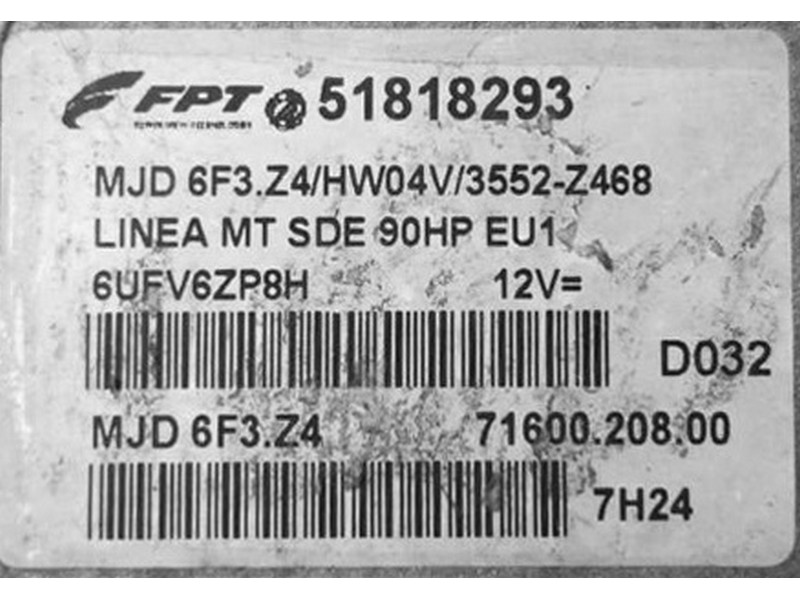 FPT 51818293
MJD 6F3.Z4/HW04V/3552-Z468
LINEA MT SDE 90HP EU1
6UFV6ZP8H 12V=
D032
MJD 6F3.Z4 71600.208.00
7H24